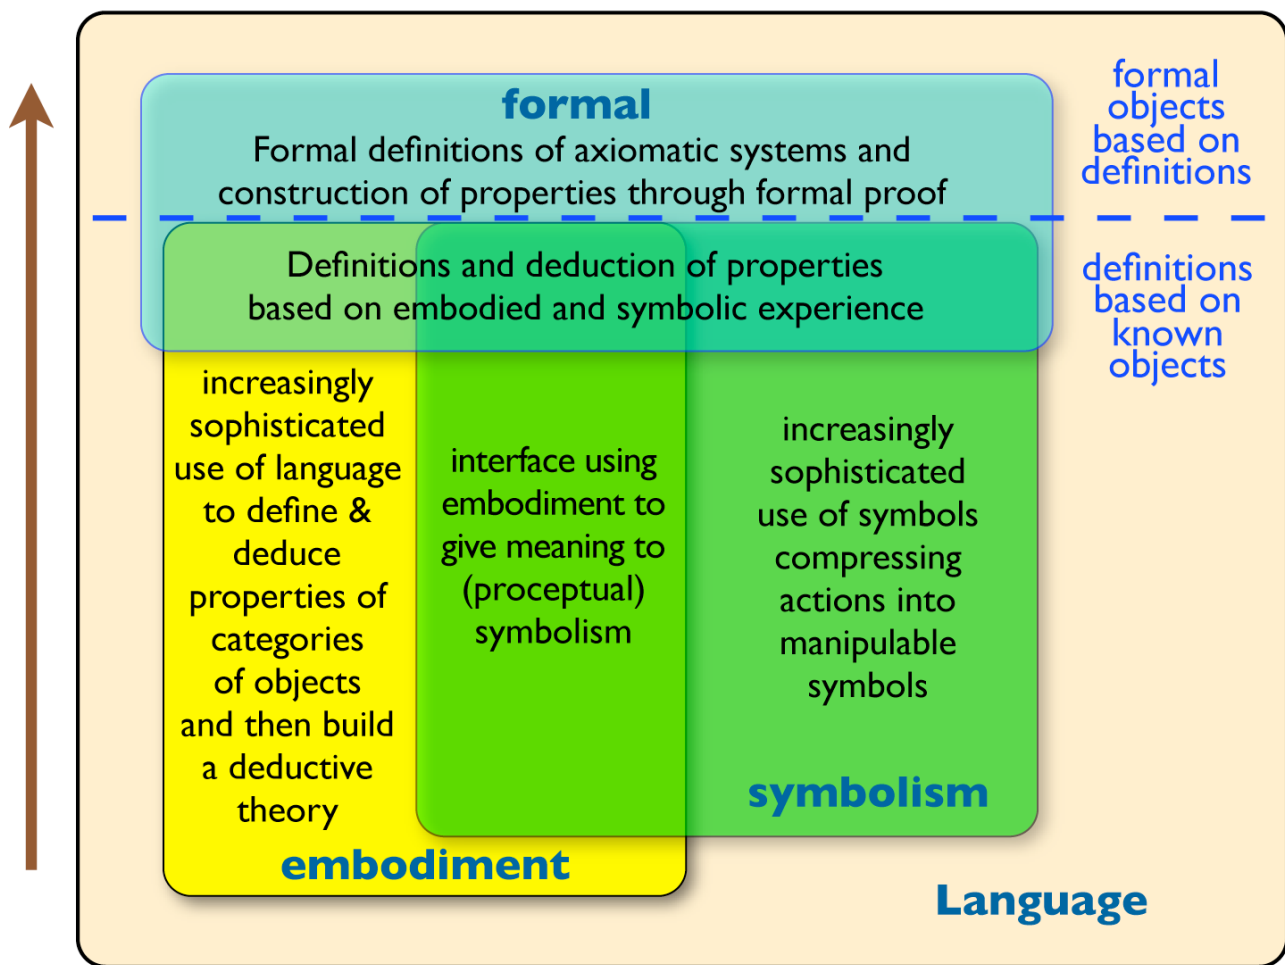 formal
Formal definitions of axiomatic systems and
construction of properties through formal proof
formal
objects
based on
definitions
Definitions and deduction of properties
based on embodied and symbolic experience
definitions
based on
known
objects
increasingly
sophisticated
use of language
to define &
deduce
properties of
categories
of objects
and then build
a deductive
theory
interface using
embodiment to
give meaning to
(proceptual)
symbolism
increasingly
sophisticated
use of symbols
compressing
actions into
manipulable
symbols
symbolism
embodiment
Language